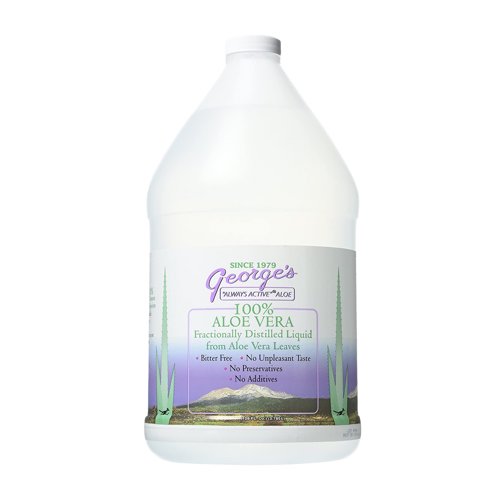 SINCE 1979
George's
"ALWAYS ACTIVE"® ALOE
100%
ALOE VERA
Fractionally Distilled Liquid
from Aloe Vera Leaves
• Bitter Free • No Unpleasant Taste
• No Preservatives
• No Additives